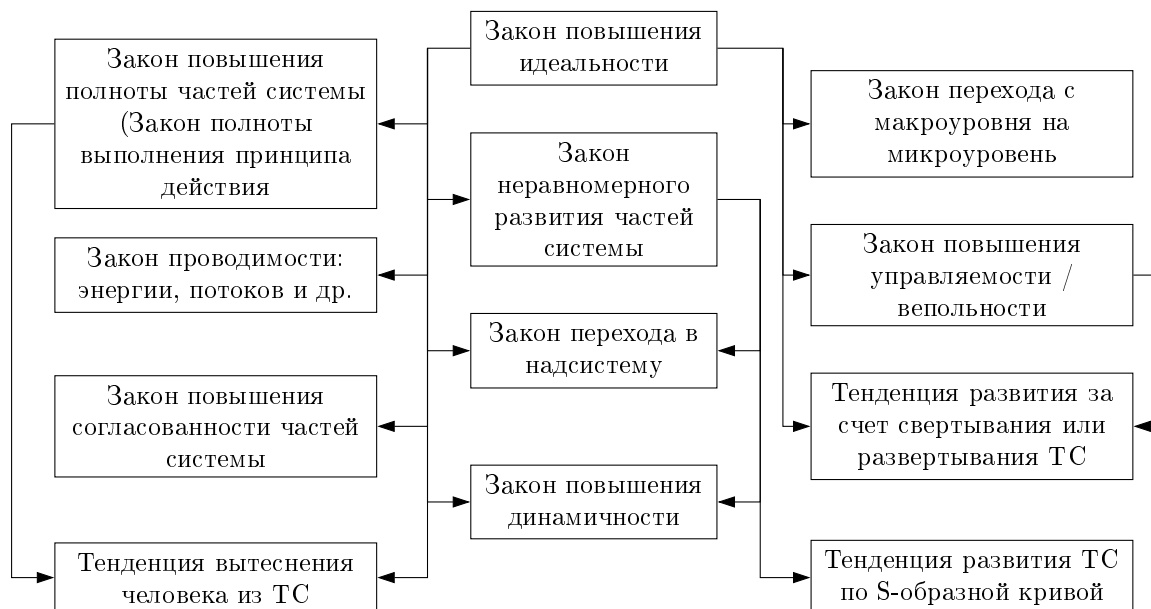 Закон повышения
идеальности
Закон повышения
полноты частей системы
(Закон полноты
выполнения принципа
действия
Закон перехода с
макроуровня на
микроуровень
Закон
неравномерного
развития частей
системы
Закон проводимости:
энергии, потоков и др.
Закон повышения
управляемости /
вепольности
Закон перехода в
надсистему
Закон повышения
согласованности частей
системы
Тенденция развития за
счет свертывания или
развертывания ТС
Закон повышения
динамичности
Тенденция вытеснения
человека из ТС
Тенденция развития ТС
по S-образной кривой